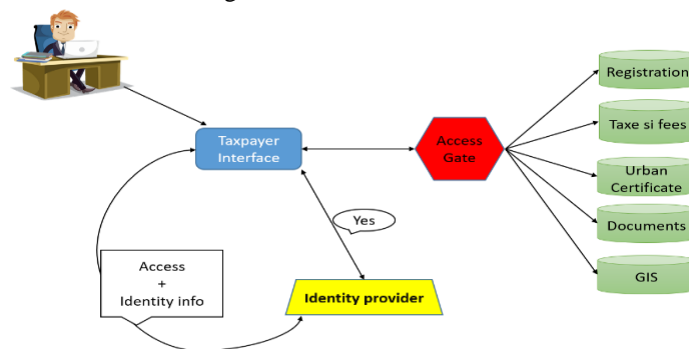 Registration
Taxe si fees
Taxpayer
Interface
Access
Gate
Urban
Certificate
Yes
Documents
Access
+
Identity info
GIS
Identity provider